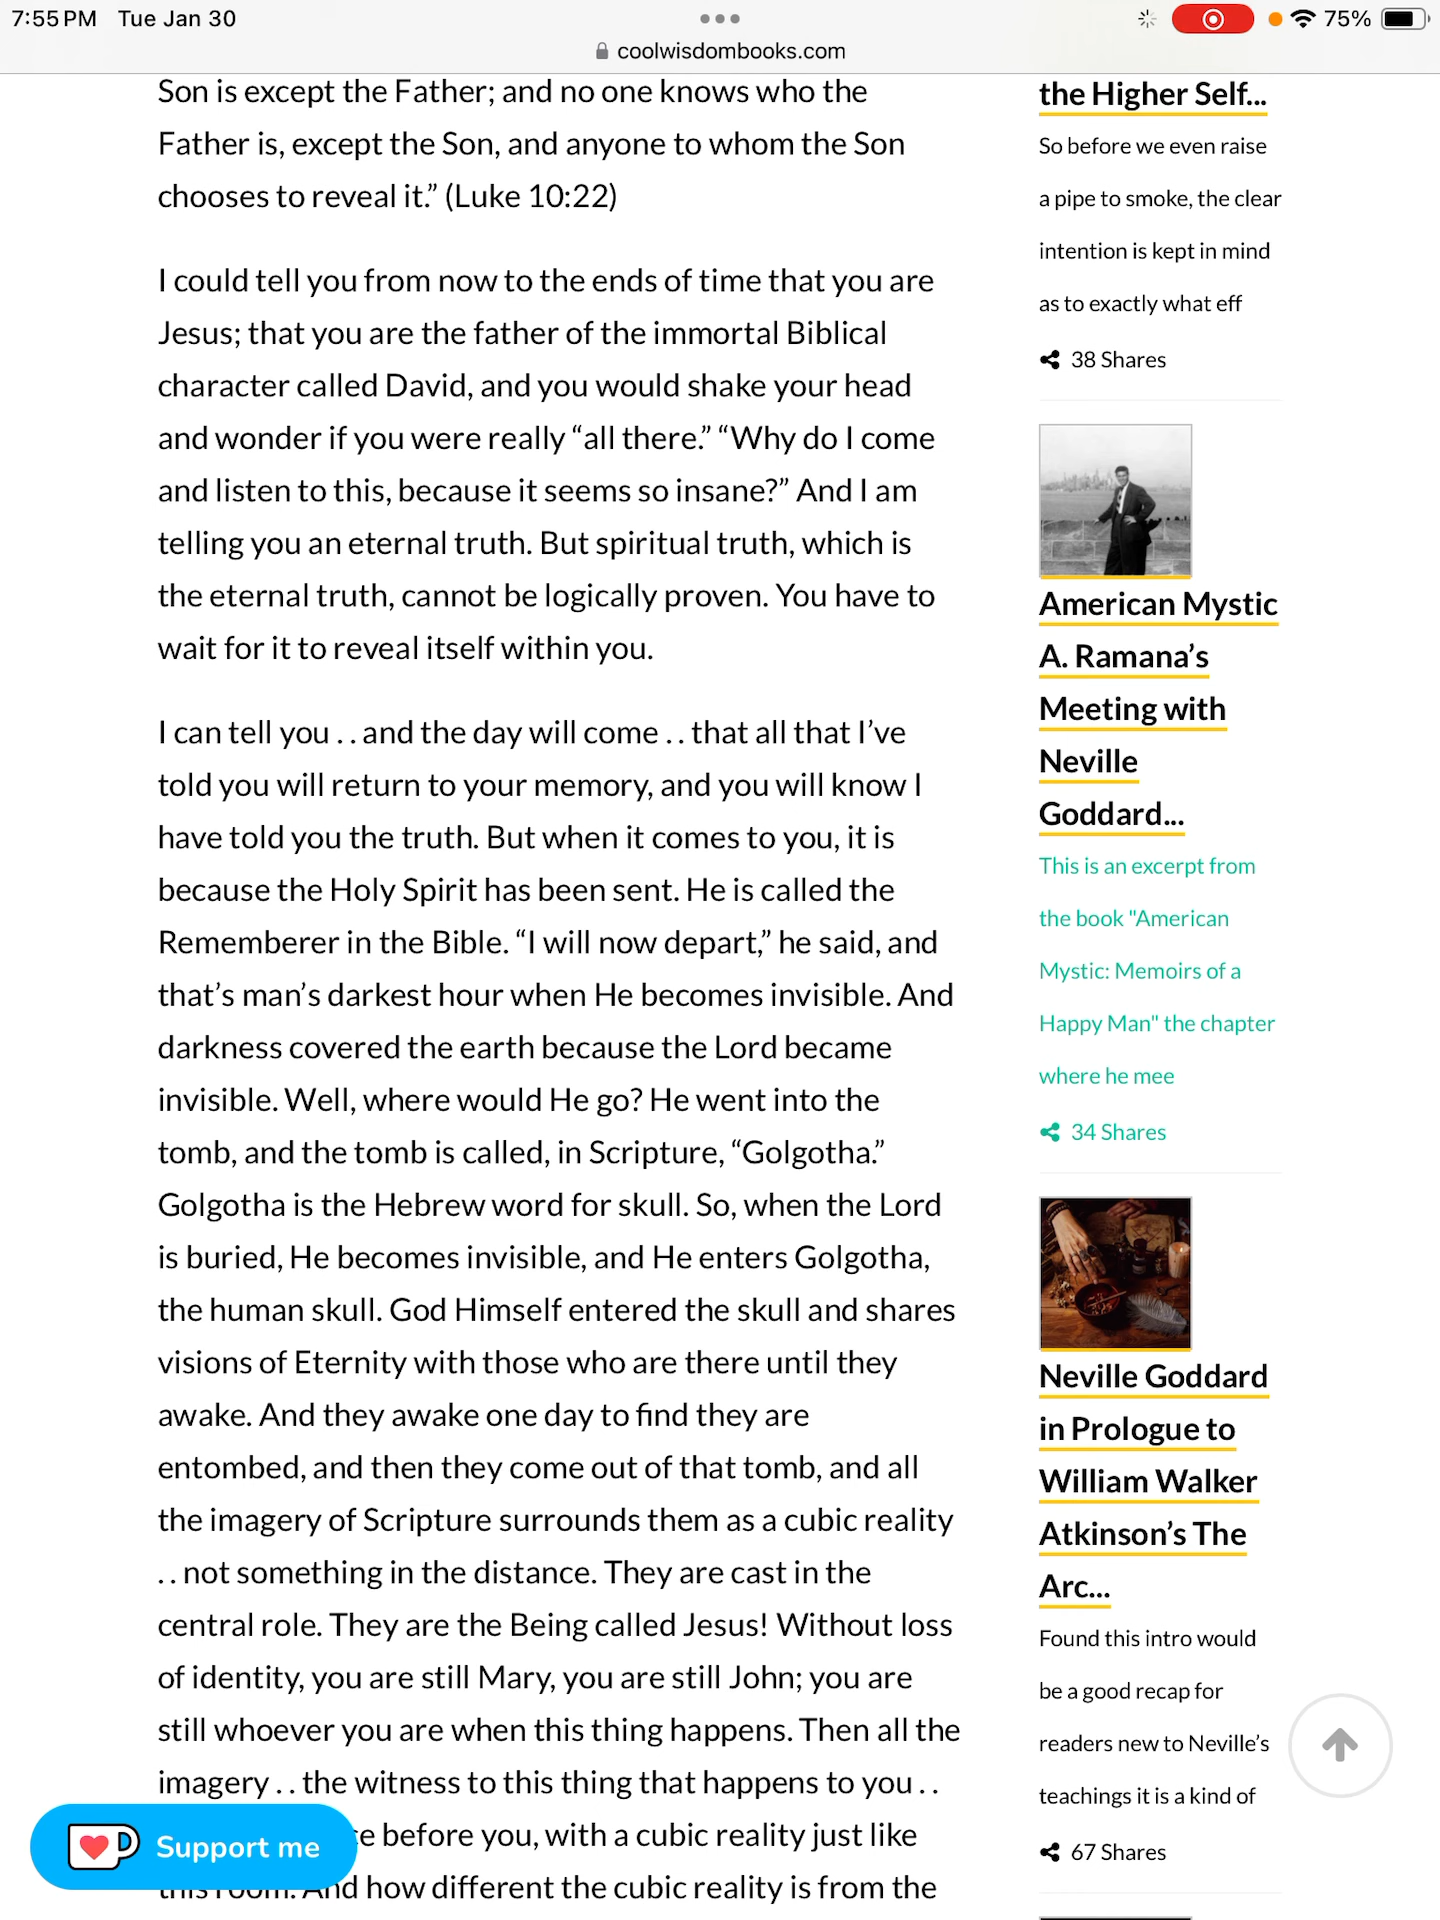 7:55 PM Tue Jan 30
75%
coolwisdombooks.com
Son is except the Father; and no one knows who the
Father is, except the Son, and anyone to whom the Son
chooses to reveal it.” (Luke 10:22)
I could tell you from now to the ends of time that you are
Jesus; that you are the father of the immortal Biblical
character called David, and you would shake your head
and wonder if you were really “all there.” “Why do I come
and listen to this, because it seems so insane?” And I am
telling you an eternal truth. But spiritual truth, which is
the eternal truth, cannot be logically proven. You have to
wait for it to reveal itself within you.
I can tell you . . and the day will come . . that all that I’ve
told you will return to your memory, and you will know I
have told you the truth. But when it comes to you, it is
because the Holy Spirit has been sent. He is called the
Rememberer in the Bible. “I will now depart,” he said, and
that’s man’s darkest hour when He becomes invisible. And
darkness covered the earth because the Lord became
invisible. Well, where would He go? He went into the
tomb, and the tomb is called, in Scripture, “Golgotha.”
Golgotha is the Hebrew word for skull. So, when the Lord
is buried, He becomes invisible, and He enters Golgotha,
the human skull. God Himself entered the skull and shares
visions of Eternity with those who are there until they
awake. And they awake one day to find they are
entombed, and then they come out of that tomb, and all
the imagery of Scripture surrounds them as a cubic reality
. . not something in the distance. They are cast in the
central role. They are the Being called Jesus! Without loss
of identity, you are still Mary, you are still John; you are
still whoever you are when this thing happens. Then all the
imagery . . the witness to this thing that happens to you . .
before you, with a cubic reality just like
this room. And how different the cubic reality is from the
Support me
the Higher Self...
So before we even raise
a pipe to smoke, the clear
intention is kept in mind
as to exactly what eff
38 Shares
American Mystic
A. Ramana’s
Meeting with
Neville
Goddard...
This is an excerpt from
the book "American
Mystic: Memoirs of a
Happy Man" the chapter
where he mee
34 Shares
Neville Goddard
in Prologue to
William Walker
Atkinson’s The
Arc...
Found this intro would
be a good recap for
readers new to Neville’s
teachings it is a kind of
67 Shares